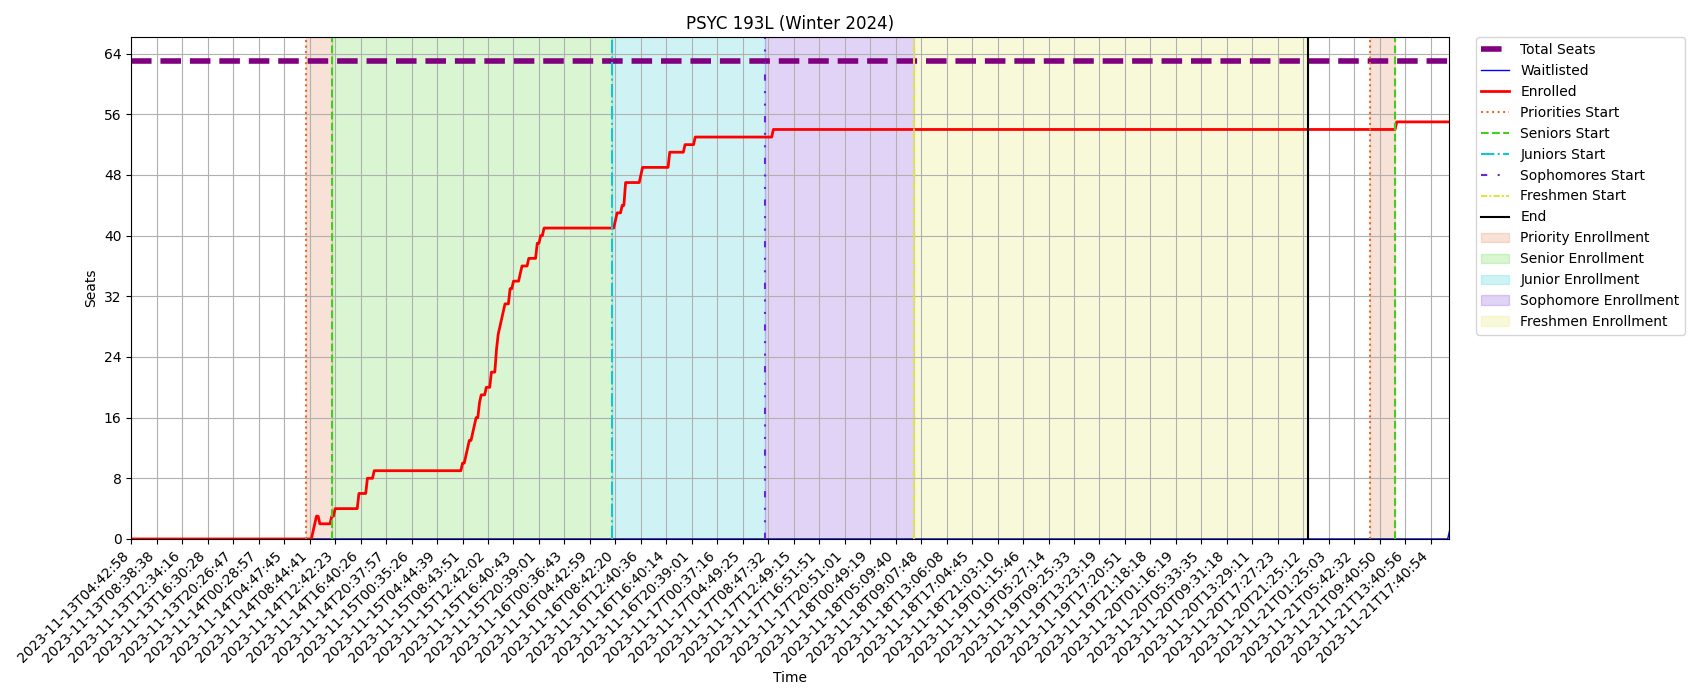 PSYC 193L (Winter 2024)
64
56
48
40
32
24
16
8
0
Seats
2023-11-13T04:42:58
2023-11-13T08:38:38
2023-11-13T12:34:16
2023-11-13T16:30:28
2023-11-13T20:26:47
2023-11-14T00:28:57
2023-11-14T04:47:45
2023-11-14T08:44:41
2023-11-14T12:42:23
2023-11-14T16:40:26
2023-11-14T20:37:57
2023-11-15T00:35:26
2023-11-15T04:44:39
2023-11-15T08:43:51
2023-11-15T12:42:02
2023-11-15T16:40:43
2023-11-15T20:39:01
2023-11-16T00:36:43
2023-11-16T04:42:59
2023-11-16T08:42:20
2023-11-16T12:40:36
2023-11-16T16:40:14
2023-11-16T20:39:01
2023-11-17T00:37:16
2023-11-17T04:49:25
2023-11-17T08:47:32
2023-11-17T12:49:15
2023-11-17T16:51:51
2023-11-17T20:51:01
2023-11-18T00:49:19
2023-11-18T05:09:40
2023-11-18T09:07:48
2023-11-18T13:06:08
2023-11-18T17:04:45
2023-11-18T21:03:10
2023-11-19T01:15:46
2023-11-19T05:27:14
2023-11-19T09:25:33
2023-11-19T13:23:19
2023-11-19T17:20:51
2023-11-19T21:18:18
2023-11-20T01:16:19
2023-11-20T05:33:35
2023-11-20T09:31:18
2023-11-20T13:29:11
2023-11-20T17:27:23
2023-11-20T21:25:12
2023-11-21T01:25:03
2023-11-21T05:42:32
2023-11-21T09:40:50
2023-11-21T13:40:56
2023-11-21T17:40:54
Time
Total Seats
Waitlisted
Enrolled
Priorities Start
Seniors Start
Juniors Start
Sophomores Start
Freshmen Start
End
Priority Enrollment
Senior Enrollment
Junior Enrollment
Sophomore Enrollment
Freshmen Enrollment